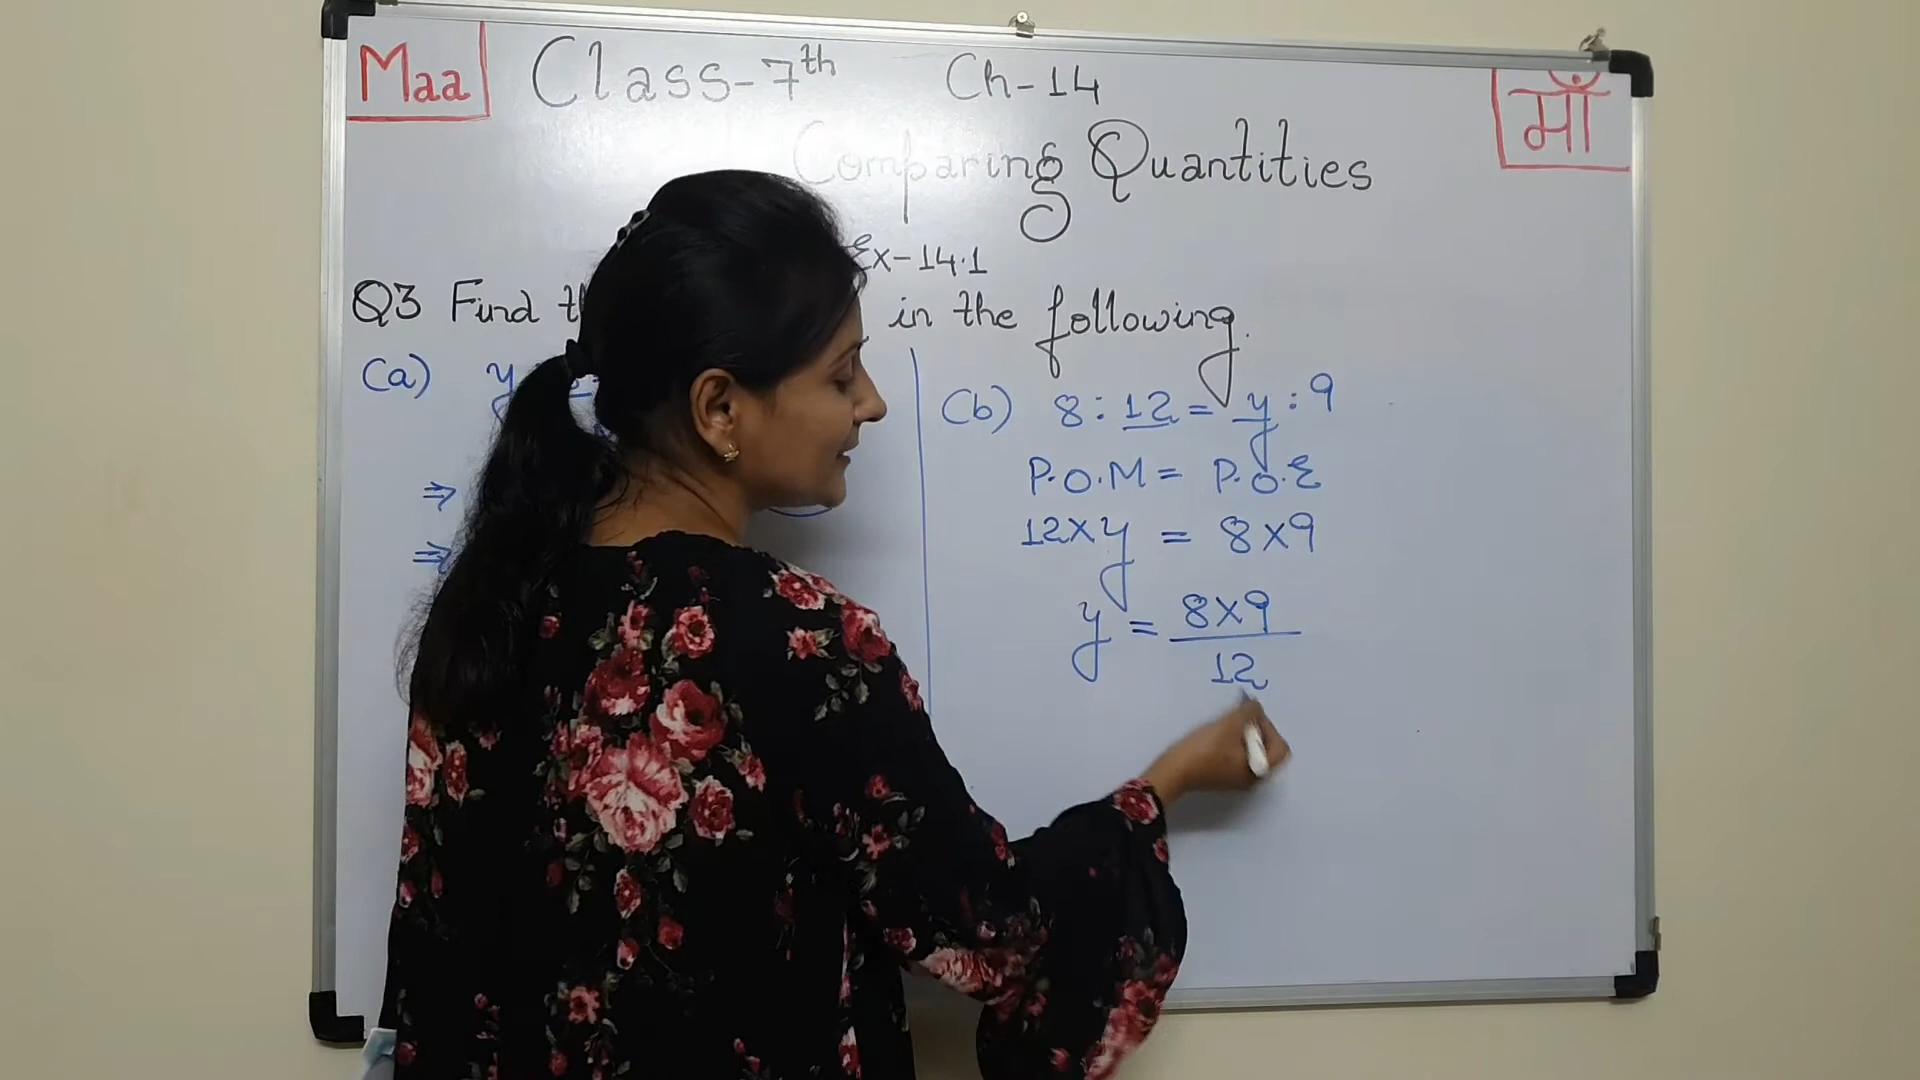 Maa Class-7th Ch-14 माँ
Comparing Quantities
Ex-14.1
Q3 Find in the following.
(a) y
⇒
⇒
(b) 8 : 12 = y : 9
P.O.M = P.O.E
12×y = 8×9
y = 8×9
12